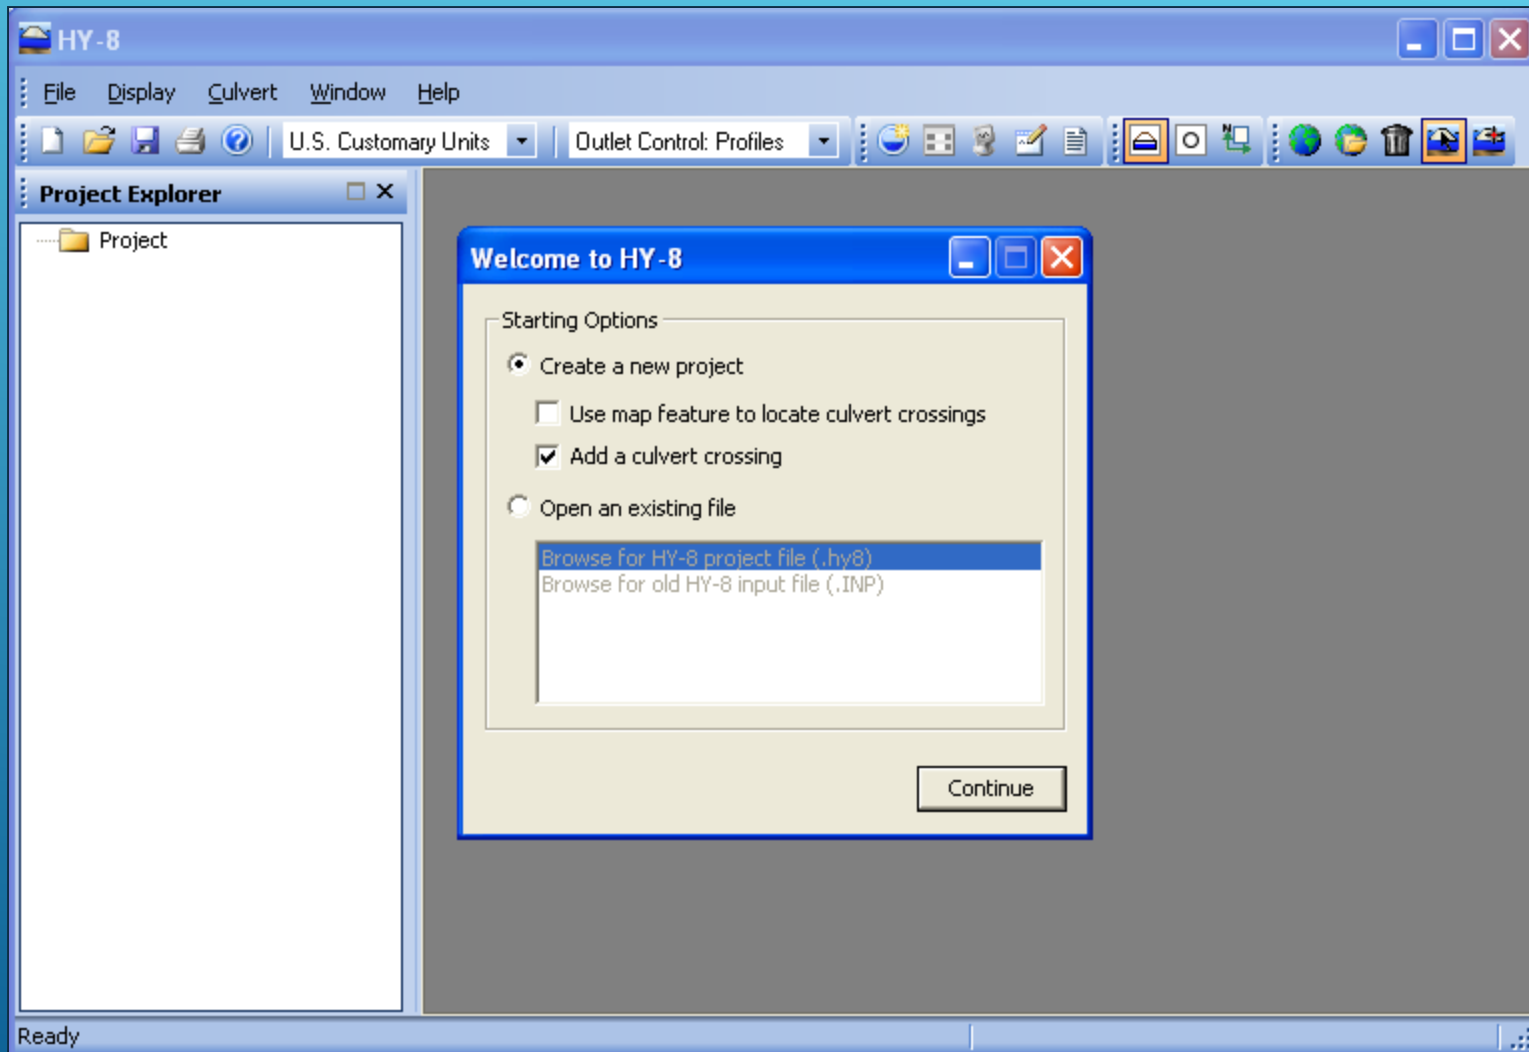 HY-8
File Display Culvert Window Help
U.S. Customary Units Outlet Control: Profiles
Project Explorer
Project
Welcome to HY-8
Starting Options
Create a new project
Use map feature to locate culvert crossings
Add a culvert crossing
Open an existing file
Browse for HY-8 project file (.hy8)
Browse for old HY-8 input file (.INP)
Continue
Ready